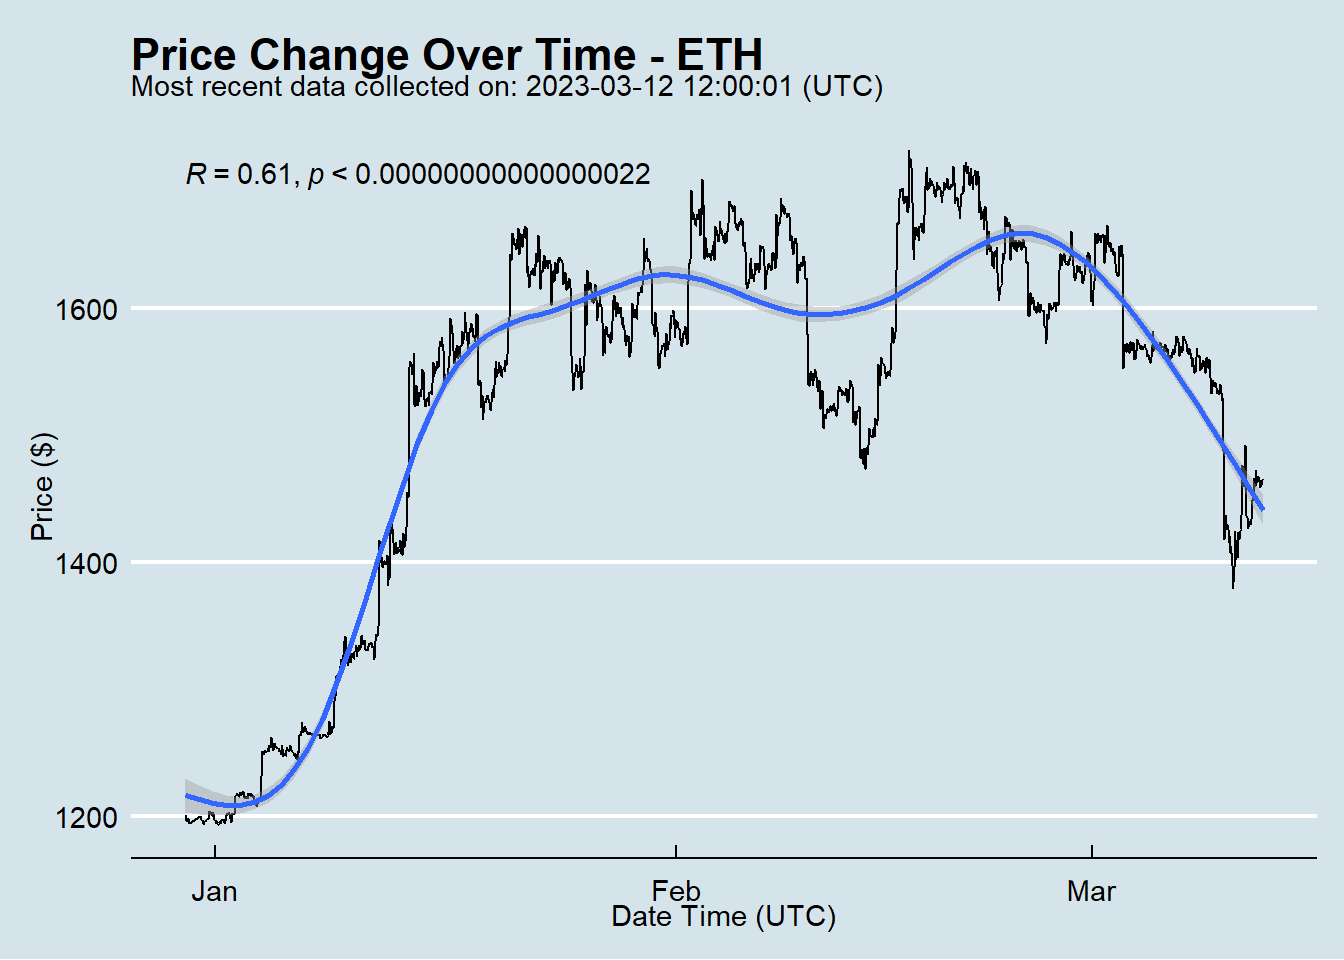 Price Change Over Time - ETH
Most recent data collected on: 2023-03-12 12:00:01 (UTC)
R = 0.61, p < 0.00000000000000022
Price ($)
1600
1400
1200
Jan Feb Mar
Date Time (UTC)